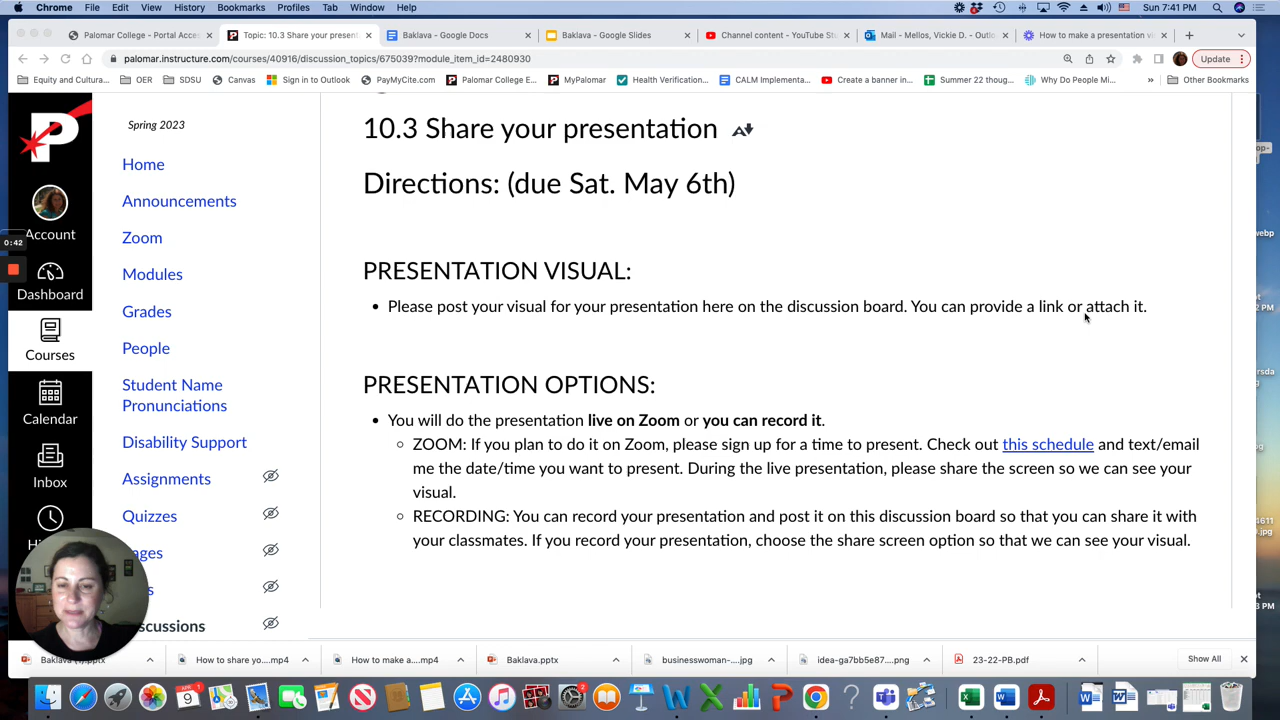 Chrome File Edit View History Bookmarks Profiles Tab Window Help Sun 7:41 PM
Palomar College - Portal Access Topic: 10.3 Share your present Baklava - Google Docs Baklava - Google Slides Channel content - YouTube St Mail - Mellos, Vickie D. - Outlo How to make a presentation vi
palomar.instructure.com/courses/40916/discussion_topics/675039?module_item_id=2480930 Update
Equity and Cultura... OER SDSU Canvas Sign in to Outlook PayMyCite.com Palomar College E... MyPalomar Health Verification... CALM Implementa... Create a banner in... Summer 22 thoug... Why Do People Mi... » Other Bookmarks
Spring 2023
Home
Announcements
Zoom
Modules
Grades
People
Student Name
Pronunciations
Disability Support
Assignments
Quizzes
ages
s
scussions
P
Account
0:42
Dashboard
Courses
Calendar
Inbox
10.3 Share your presentation
Directions: (due Sat. May 6th)
PRESENTATION VISUAL:
• Please post your visual for your presentation here on the discussion board. You can provide a link or attach it.
PRESENTATION OPTIONS:
• You will do the presentation live on Zoom or you can record it.
◦ ZOOM: If you plan to do it on Zoom, please sign up for a time to present. Check out this schedule and text/email
me the date/time you want to present. During the live presentation, please share the screen so we can see your
visual.
◦ RECORDING: You can record your presentation and post it on this discussion board so that you can share it with
your classmates. If you record your presentation, choose the share screen option so that we can see your visual.
Baklava (1).pptx How to share yo....mp4 How to make a....mp4 Baklava.pptx businesswoman-....jpg idea-ga7bb5e87....png 23-22-PB.pdf Show All
APR
9